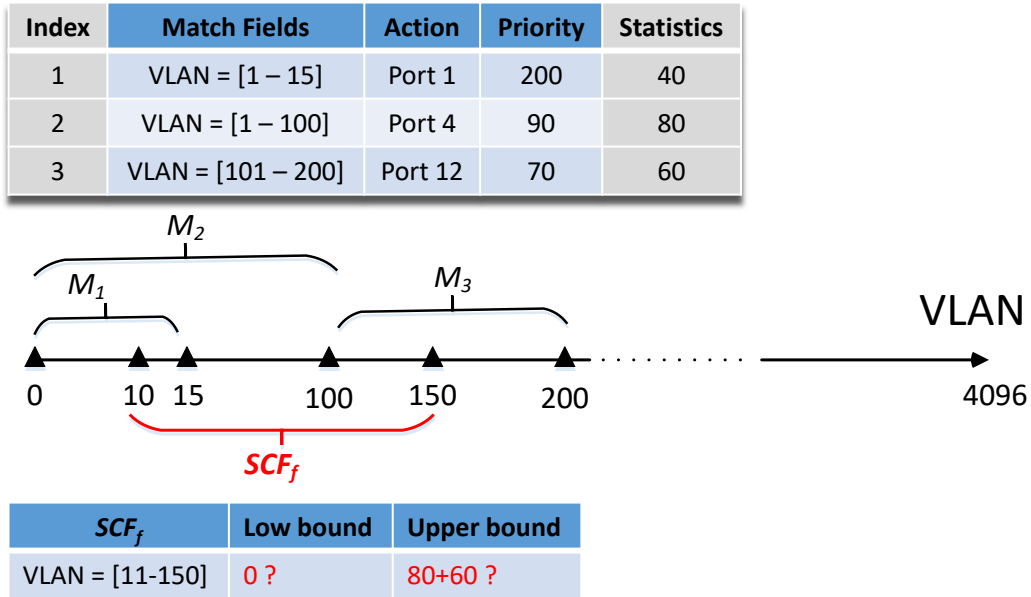 Index Match Fields Action Priority Statistics
1 VLAN = [1 – 15] Port 1 200 40
2 VLAN = [1 – 100] Port 4 90 80
3 VLAN = [101 – 200] Port 12 70 60
M2
M1 M3
VLAN
0 10 15 100 150 200 4096
SCFf
SCFf Low bound Upper bound
VLAN = [11-150] 0 ? 80+60 ?